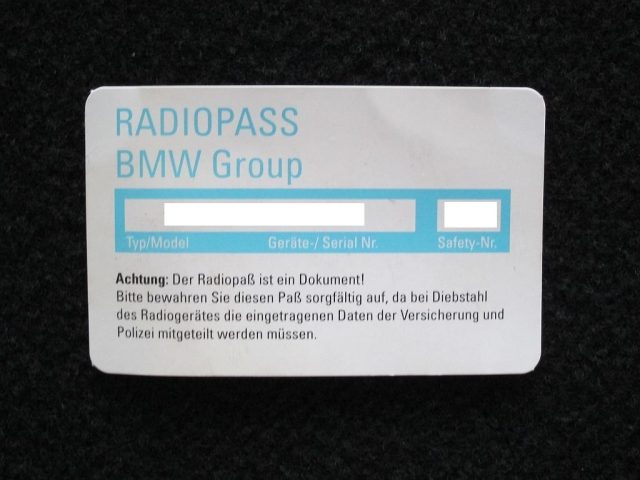 RADIOPASS
BMW Group
Typ/Model Geräte-/ Serial Nr. Safety-Nr.
Achtung: Der Radiopaß ist ein Dokument!
Bitte bewahren Sie diesen Paß sorgfältig auf, da bei Diebstahl
des Radiogerätes die eingetragenen Daten der Versicherung und
Polizei mitgeteilt werden müssen.